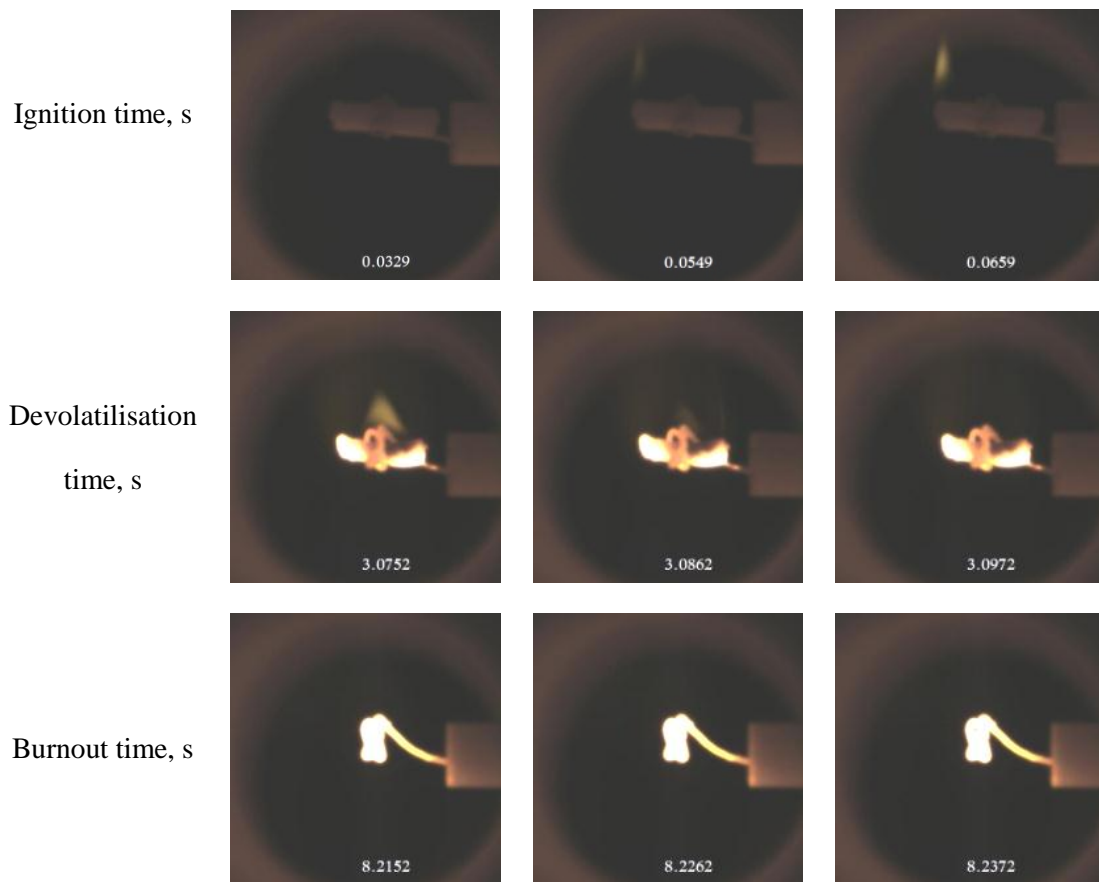 Ignition time, s
0.0329
0.0549
0.0659
Devolatilisation
time, s
3.0752
3.0862
3.0972
Burnout time, s
8.2152
8.2262
8.2372